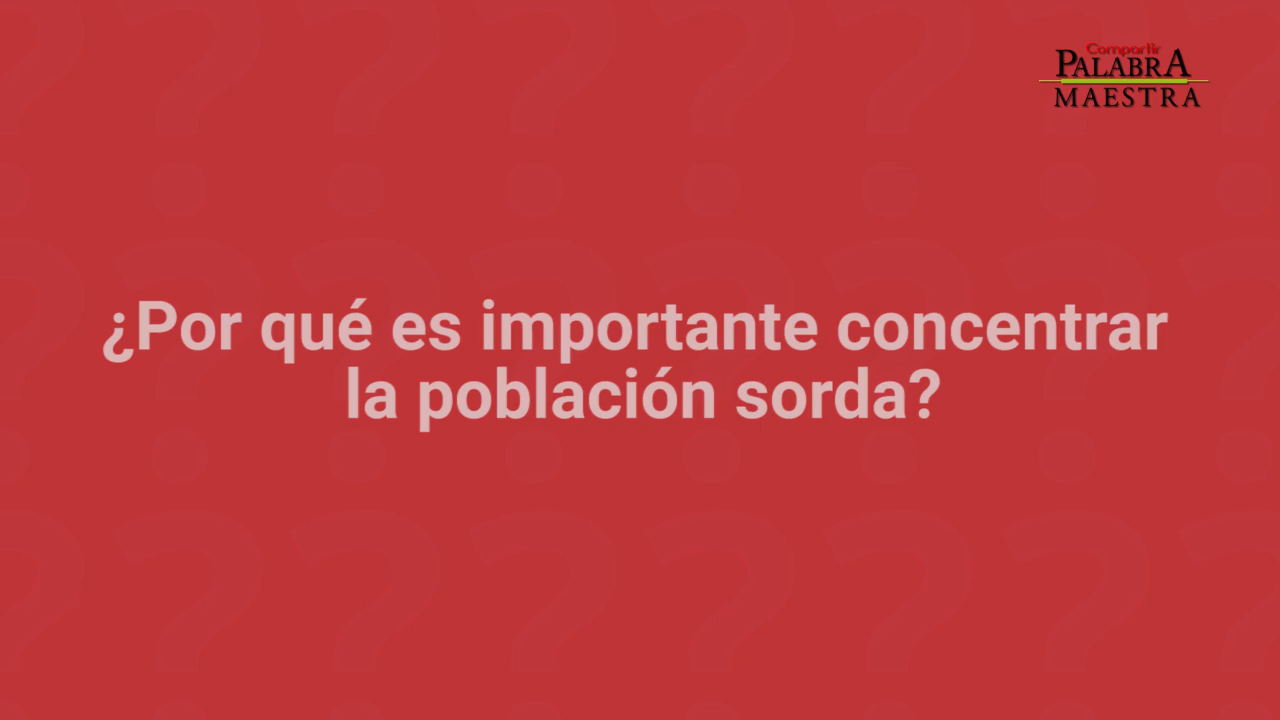 Compartir
PALABRA
MAESTRA
¿Por qué es importante concentrar
la población sorda?